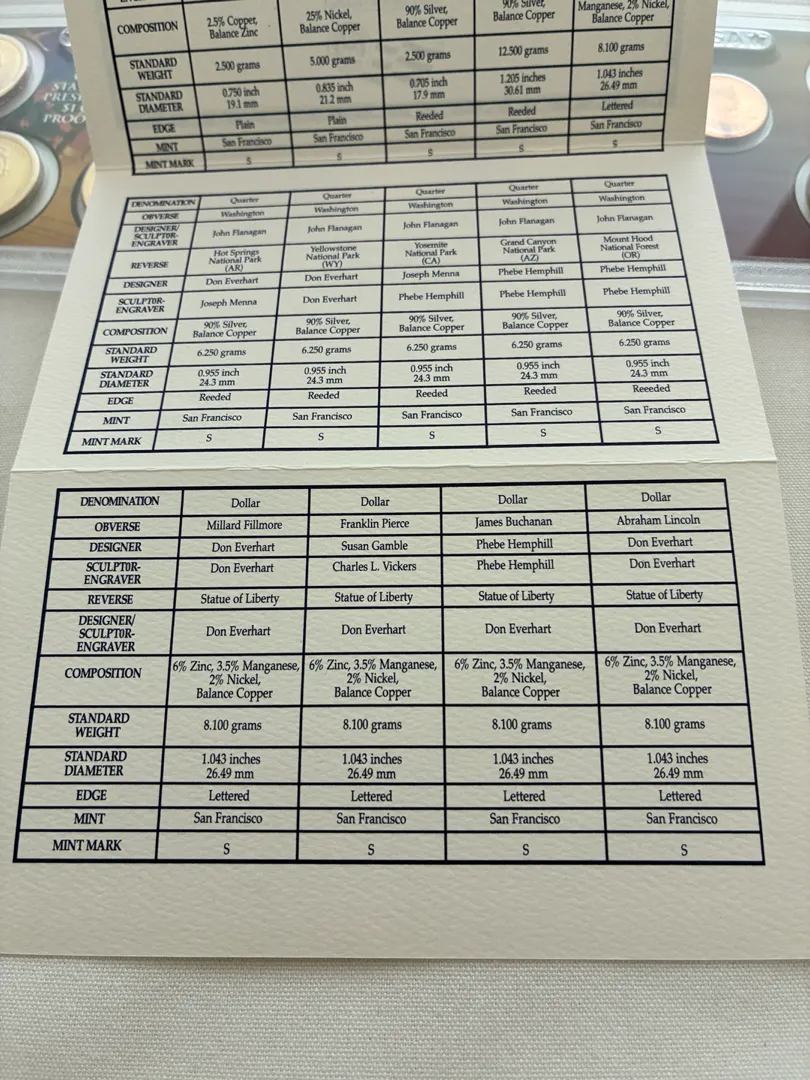 COMPOSITION 2.5% Copper, Balance Zinc 25% Nickel, Balance Copper 90% Silver, Balance Copper 90% Silver, Balance Copper Manganese, 2% Nickel, Balance Copper
STANDARD WEIGHT 2.500 grams 5.000 grams 2.500 grams 12.500 grams 8.100 grams
STANDARD DIAMETER 0.750 inch 19.1 mm 0.835 inch 21.2 mm 0.705 inch 17.9 mm 1.205 inches 30.61 mm 1.043 inches 26.49 mm
EDGE Plain Plain Reeded Reeded Lettered
MINT San Francisco San Francisco San Francisco San Francisco San Francisco
MINT MARK S S S S S
DENOMINATION Quarter Quarter Quarter Quarter Quarter
OBVERSE Washington Washington Washington Washington Washington
DESIGNER/ SCULPTOR-ENGRAVER John Flanagan John Flanagan John Flanagan John Flanagan John Flanagan
REVERSE Hot Springs National Park (AR) Yellowstone National Park (WY) Yosemite National Park (CA) Grand Canyon National Park (AZ) Mount Hood National Forest (OR)
DESIGNER Don Everhart Don Everhart Joseph Menna Phebe Hemphill Phebe Hemphill
SCULPTOR-ENGRAVER Joseph Menna Don Everhart Phebe Hemphill Phebe Hemphill Phebe Hemphill
COMPOSITION 90% Silver, Balance Copper 90% Silver, Balance Copper 90% Silver, Balance Copper 90% Silver, Balance Copper 90% Silver, Balance Copper
STANDARD WEIGHT 6.250 grams 6.250 grams 6.250 grams 6.250 grams 6.250 grams
STANDARD DIAMETER 0.955 inch 24.3 mm 0.955 inch 24.3 mm 0.955 inch 24.3 mm 0.955 inch 24.3 mm 0.955 inch 24.3 mm
EDGE Reeded Reeded Reeded Reeded Reeeded
MINT San Francisco San Francisco San Francisco San Francisco San Francisco
MINT MARK S S S S S
DENOMINATION Dollar Dollar Dollar Dollar
OBVERSE Millard Fillmore Franklin Pierce James Buchanan Abraham Lincoln
DESIGNER Don Everhart Susan Gamble Phebe Hemphill Don Everhart
SCULPTOR-ENGRAVER Don Everhart Charles L. Vickers Phebe Hemphill Don Everhart
REVERSE Statue of Liberty Statue of Liberty Statue of Liberty Statue of Liberty
DESIGNER/ SCULPTOR-ENGRAVER Don Everhart Don Everhart Don Everhart Don Everhart
COMPOSITION 6% Zinc, 3.5% Manganese, 2% Nickel, Balance Copper 6% Zinc, 3.5% Manganese, 2% Nickel, Balance Copper 6% Zinc, 3.5% Manganese, 2% Nickel, Balance Copper 6% Zinc, 3.5% Manganese, 2% Nickel, Balance Copper
STANDARD WEIGHT 8.100 grams 8.100 grams 8.100 grams 8.100 grams
STANDARD DIAMETER 1.043 inches 26.49 mm 1.043 inches 26.49 mm 1.043 inches 26.49 mm 1.043 inches 26.49 mm
EDGE Lettered Lettered Lettered Lettered
MINT San Francisco San Francisco San Francisco San Francisco
MINT MARK S S S S